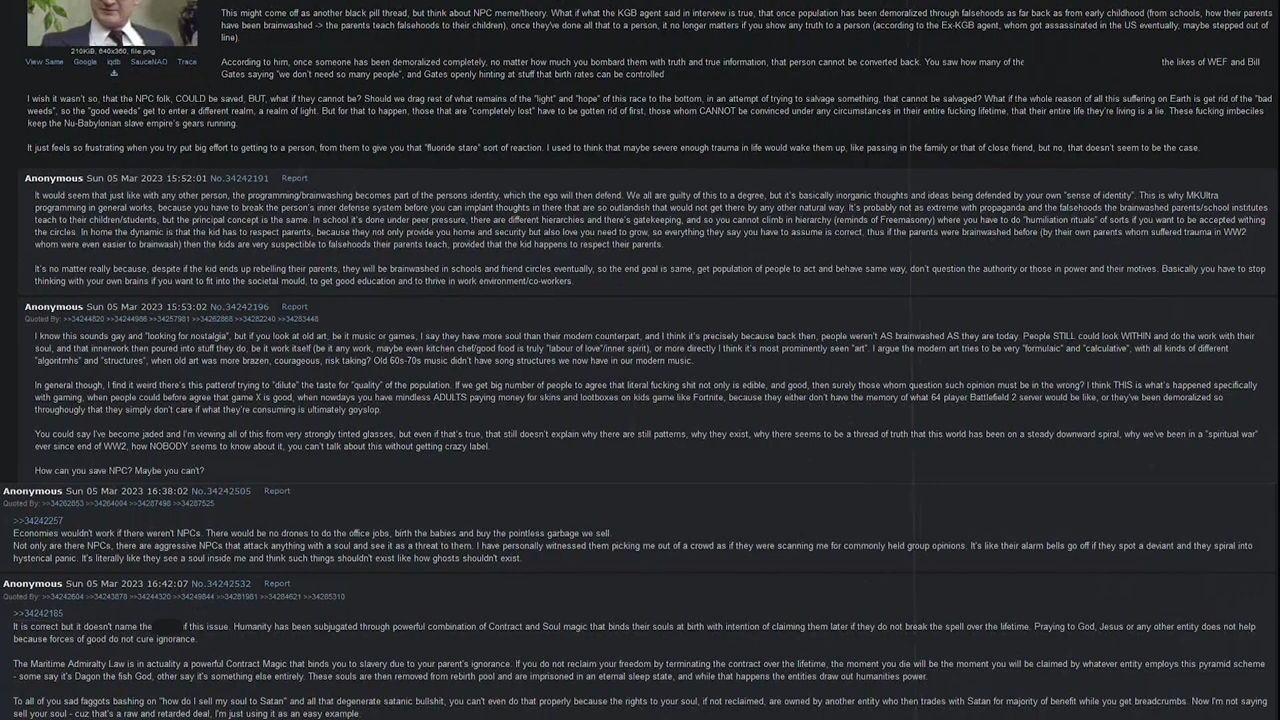 This might come off as another black pill thread, but think about NPC meme/theory. What if what the KGB agent said in interview is true, that once population has been demoralized through falsehoods as far back as from early childhood (from schools, how their parents
have been brainwashed -> the parents teach falsehoods to their children), once they've done all that to a person, it no longer matters if you show any truth to a person (according to the Ex-KGB agent, whom got assassinated in the US eventually, maybe stepped out of
line).
210KiB, 640x360, file.png
View Same Google iqdb SauceNAO Trace
According to him, once someone has been demoralized completely, no matter how much you bombard them with truth and true information, that person cannot be converted back. You saw how many of the the likes of WEF and Bill
Gates saying "we don't need so many people", and Gates openly hinting at stuff that birth rates can be controlled
I wish it wasn't so, that the NPC folk, COULD be saved, BUT, what if they cannot be? Should we drag rest of what remains of the "light" and "hope" of this race to the bottom, in an attempt of trying to salvage something, that cannot be salvaged? What if the whole reason of all this suffering on Earth is get rid of the "bad
weeds", so the "good weeds" get to enter a different realm, a realm of light. But for that to happen, those that are "completely lost" have to be gotten rid of first, those whom CANNOT be convinced under any circumstances in their entire fucking lifetime, that their entire life they're living is a lie. These fucking imbeciles
keep the Nu-Babylonian slave empire's gears running.
It just feels so frustrating when you try put big effort to getting to a person, from them to give you that "fluoride stare" sort of reaction. I used to think that maybe severe enough trauma in life would wake them up, like passing in the family or that of close friend, but no, that doesn't seem to be the case.
Anonymous Sun 05 Mar 2023 15:52:01 No.34242191 Report
It would seem that just like with any other person, the programming/brainwashing becomes part of the persons identity, which the ego will then defend. We all are guilty of this to a degree, but it's basically inorganic thoughts and ideas being defended by your own "sense of identity". This is why MKUltra
programming in general works, because you have to break the person's inner defense system before you can implant thoughts in there that are so outlandish that would not get there by any other natural way. It's probably not as extreme with propaganda and the falsehoods the brainwashed parents/school institutes
teach to their children/students, but the principal concept is the same. In school it's done under peer pressure, there are different hierarchies and there's gatekeeping, and so you cannot climb in hierarchy (reminds of Freemasonry) where you have to do "humiliation rituals" of sorts if you want to be accepted withing
the circles. In home the dynamic is that the kid has to respect parents, because they not only provide you home and security but also love you need to grow, so everything they say you have to assume is correct, thus if the parents were brainwashed before (by their own parents whom suffered trauma in WW2
whom were even easier to brainwash) then the kids are very suspectible to falsehoods their parents teach, provided that the kid happens to respect their parents.
It's no matter really because, despite if the kid ends up rebelling their parents, they will be brainwashed in schools and friend circles eventually, so the end goal is same, get population of people to act and behave same way, don't question the authority or those in power and their motives. Basically you have to stop
thinking with your own brains if you want to fit into the societal mould, to get good education and to thrive in work environment/co-workers.
Anonymous Sun 05 Mar 2023 15:53:02 No.34242196 Report
Quoted By: >>34244620 >>34244986 >>34257981 >>34262868 >>34282240 >>34283448
I know this sounds gay and "looking for nostalgia", but if you look at old art, be it music or games, I say they have more soul than their modern counterpart, and I think it's precisely because back then, people weren't AS brainwashed AS they are today. People STILL could look WITHIN and do the work with their
soul, and that innerwork then poured into stuff they do, be it work itself (be it any work, maybe even kitchen chef/good food is truly "labour of love"/inner spirit), or more directly I think it's most prominently seen "art". I argue the modern art tries to be very "formulaic" and "calculative", with all kinds of different
"algoritmhs" and "structures", when old art was more brazen, courageous, risk taking? Old 60s-70s music didn't have song structures we now have in our modern music.
In general though, I find it weird there's this patterof trying to "dilute" the taste for "quality" of the population. If we get big number of people to agree that literal fucking shit not only is edible, and good, then surely those whom question such opinion must be in the wrong? I think THIS is what's happened specifically
with gaming, when people could before agree that game X is good, when nowdays you have mindless ADULTS paying money for skins and lootboxes on kids game like Fortnite, because they either don't have the memory of what 64 player Battlefield 2 server would be like, or they've been demoralized so
throughougly that they simply don't care if what they're consuming is ultimately goyslop.
You could say I've become jaded and I'm viewing all of this from very strongly tinted glasses, but even if that's true, that still doesn't explain why there are still patterns, why they exist, why there seems to be a thread of truth that this world has been on a steady downward spiral, why we've been in a "spiritual war"
ever since end of WW2, how NOBODY seems to know about it, you can't talk about this without getting crazy label.
How can you save NPC? Maybe you can't?
Anonymous Sun 05 Mar 2023 16:38:02 No.34242505 Report
Quoted By: >>34262853 >>34264004 >>34287498 >>34287525
>>34242257
Economies wouldn't work if there weren't NPCs. There would be no drones to do the office jobs, birth the babies and buy the pointless garbage we sell.
Not only are there NPCs, there are aggressive NPCs that attack anything with a soul and see it as a threat to them. I have personally witnessed them picking me out of a crowd as if they were scanning me for commonly held group opinions. It's like their alarm bells go off if they spot a deviant and they spiral into
hysterical panic. It's literally like they see a soul inside me and think such things shouldn't exist like how ghosts shouldn't exist.
Anonymous Sun 05 Mar 2023 16:42:07 No.34242532 Report
Quoted By: >>34242604 >>34243878 >>34244320 >>34249844 >>34281981 >>34284621 >>34285310
>>34242185
It is correct but it doesn't name the if this issue. Humanity has been subjugated through powerful combination of Contract and Soul magic that binds their souls at birth with intention of claiming them later if they do not break the spell over the lifetime. Praying to God, Jesus or any other entity does not help
because forces of good do not cure ignorance.
The Maritime Admiralty Law is in actuality a powerful Contract Magic that binds you to slavery due to your parent's ignorance. If you do not reclaim your freedom by terminating the contract over the lifetime, the moment you die will be the moment you will be claimed by whatever entity employs this pyramid scheme
- some say it's Dagon the fish God, other say it's something else entirely. These souls are then removed from rebirth pool and are imprisoned in an eternal sleep state, and while that happens the entities draw out humanities power.
To all of you sad faggots bashing on "how do I sell my soul to Satan" and all that degenerate satanic bullshit, you can't even do that properly because the rights to your soul, if not reclaimed, are owned by another entity who then trades with Satan for majority of benefit while you get breadcrumbs. Now I'm not saying
sell your soul - cuz that's a raw and retarded deal, I'm just using it as an easy example.